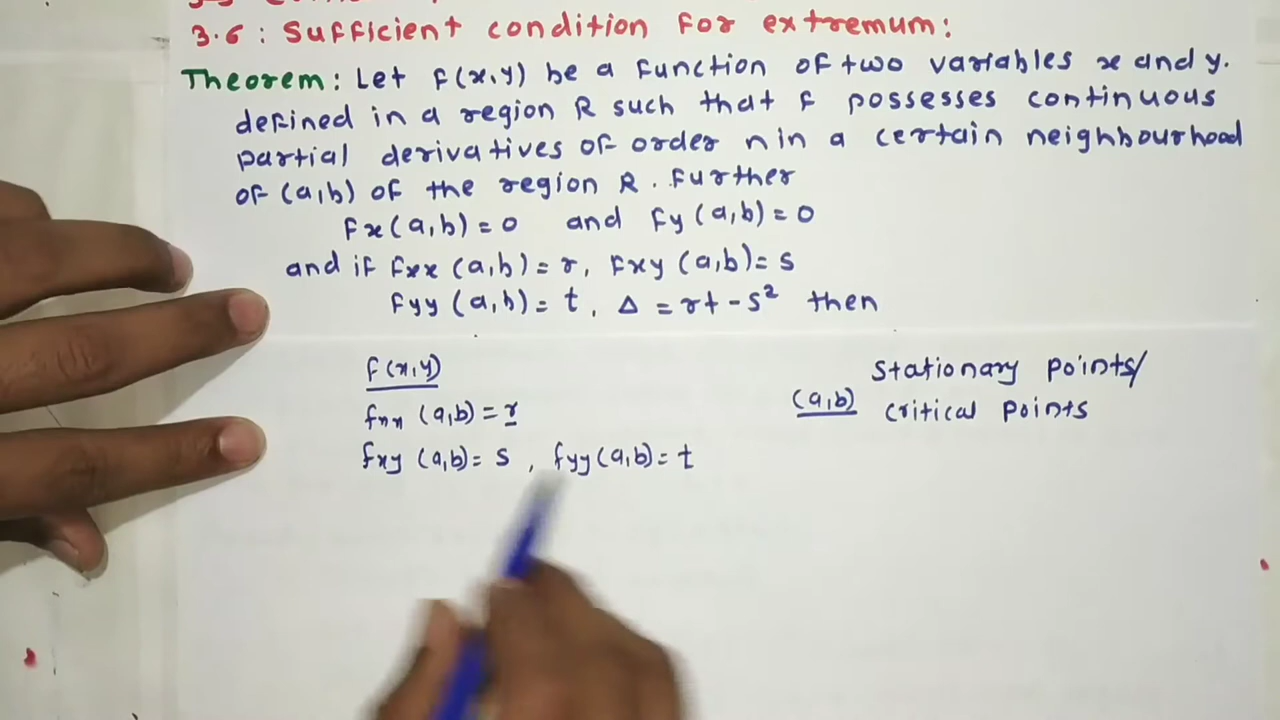 3.6 : Sufficient condition for extremum:
Theorem: Let f(x,y) be a function of two variables x and y.
defined in a region R such that f possesses continuous
partial derivatives of order n in a certain neighbourhood
of (a,b) of the region R. Further
fx(a,b)=0 and fy(a,b)=0
and if fxx(a,b)=r, fxy(a,b)=s
fyy(a,b)=t, Δ=rt-s² then
f(x,y)
Stationary points/
fxx (a,b)=r
(a,b) critical points
fxy (a,b)=s, fyy(a,b)=t